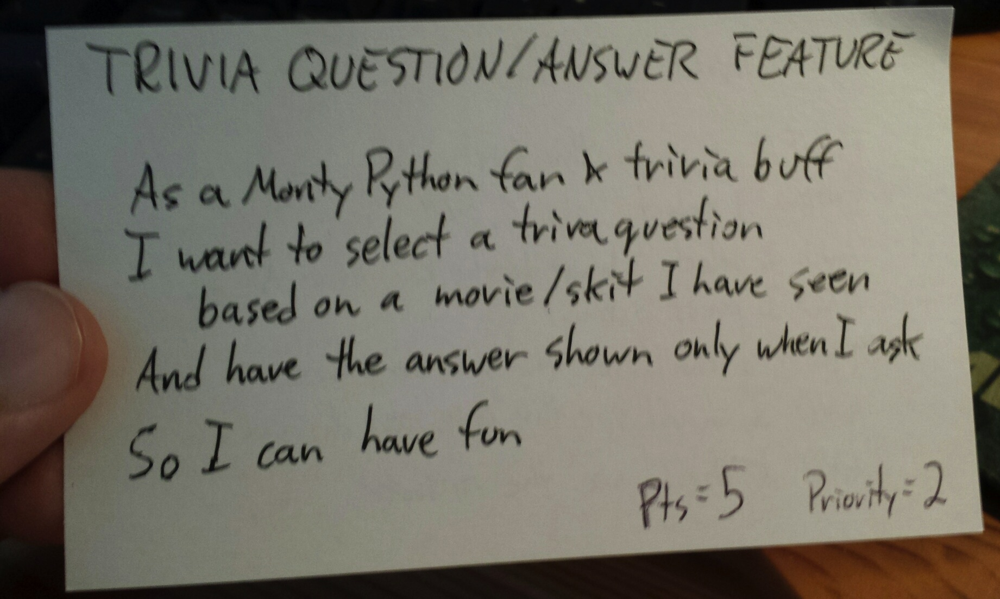 TRIVIA QUESTION/ANSWER FEATURE
As a Monty Python fan & trivia buff
I want to select a triva question
based on a movie/skit I have seen
And have the answer shown only when I ask
So I can have fun
Pts=5 Priority=2